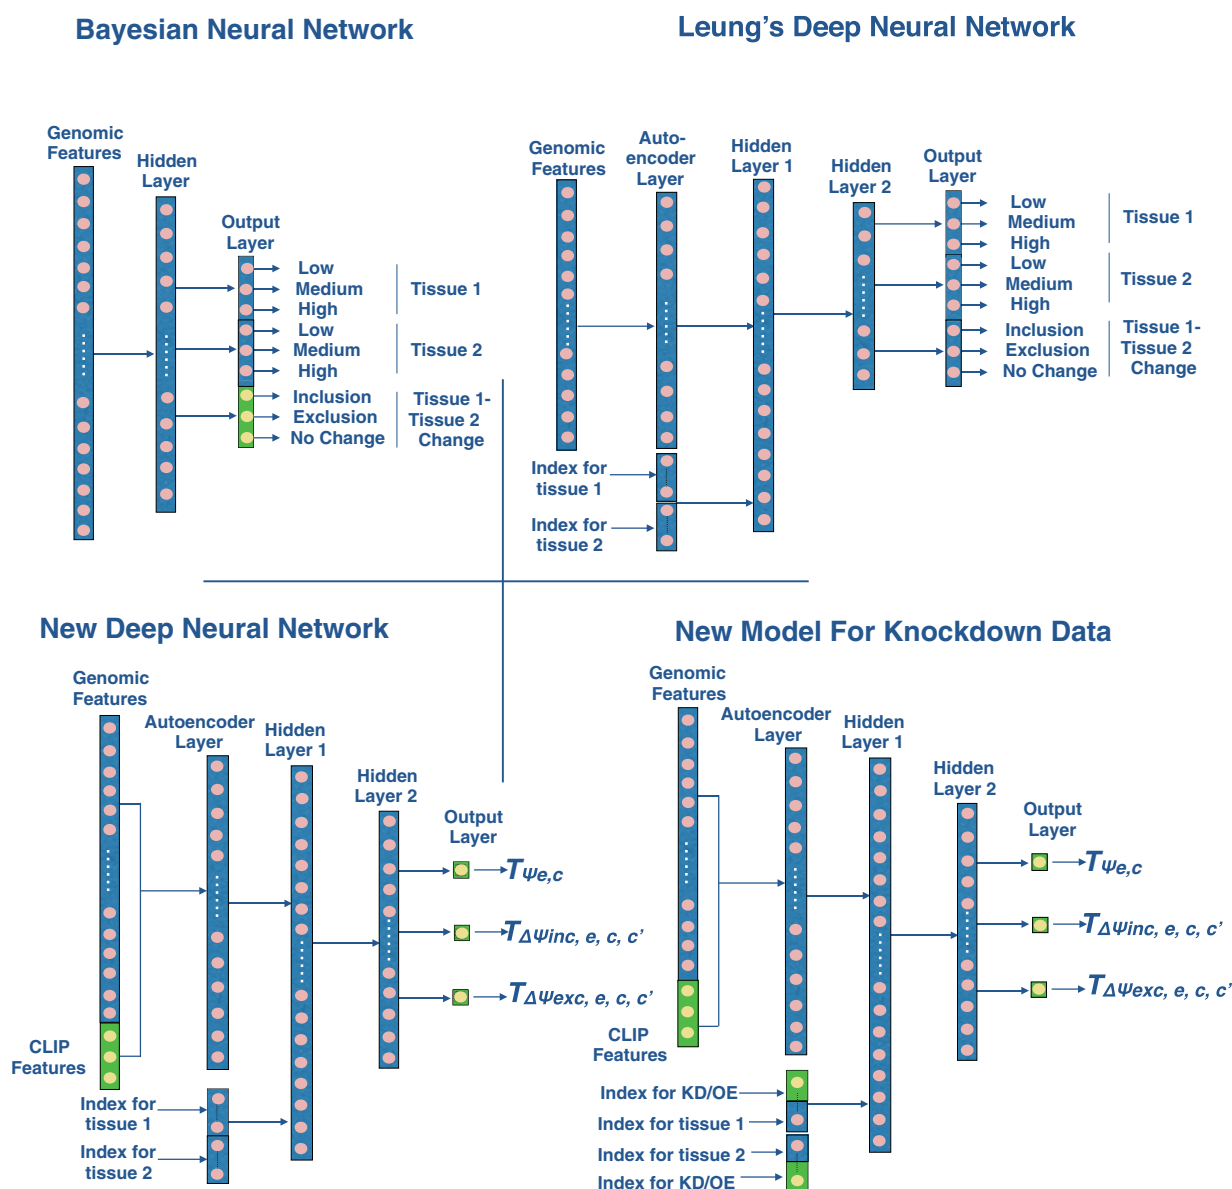 Bayesian Neural Network
Genomic
Features
Hidden
Layer
Output
Layer
Low
Medium
High
Tissue 1
Low
Medium
High
Tissue 2
Inclusion
Exclusion
No Change
Tissue 1-
Tissue 2
Change
Leung's Deep Neural Network
Genomic
Features
Auto-
encoder
Layer
Hidden
Layer 1
Hidden
Layer 2
Output
Layer
Low
Medium
High
Tissue 1
Low
Medium
High
Tissue 2
Inclusion
Exclusion
No Change
Tissue 1-
Tissue 2
Change
Index for
tissue 1
Index for
tissue 2
New Deep Neural Network
Genomic
Features
Autoencoder
Layer
Hidden
Layer 1
Hidden
Layer 2
Output
Layer
TΨe,c
TΔΨinc, e, c, c'
TΔΨexc, e, c, c'
CLIP
Features
Index for
tissue 1
Index for
tissue 2
New Model For Knockdown Data
Genomic
Features
Autoencoder
Layer
Hidden
Layer 1
Hidden
Layer 2
Output
Layer
TΨe,c
TΔΨinc, e, c, c'
TΔΨexc, e, c, c'
CLIP
Features
Index for KD/OE
Index for tissue 1
Index for tissue 2
Index for KD/OE